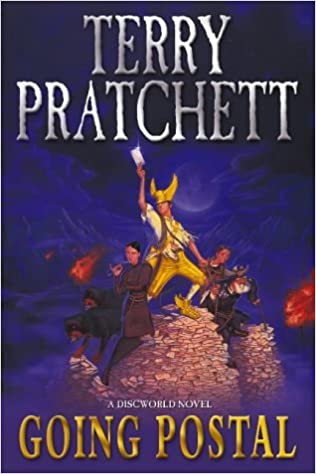 TERRY
PRATCHETT
A DISCWORLD NOVEL
GOING POSTAL